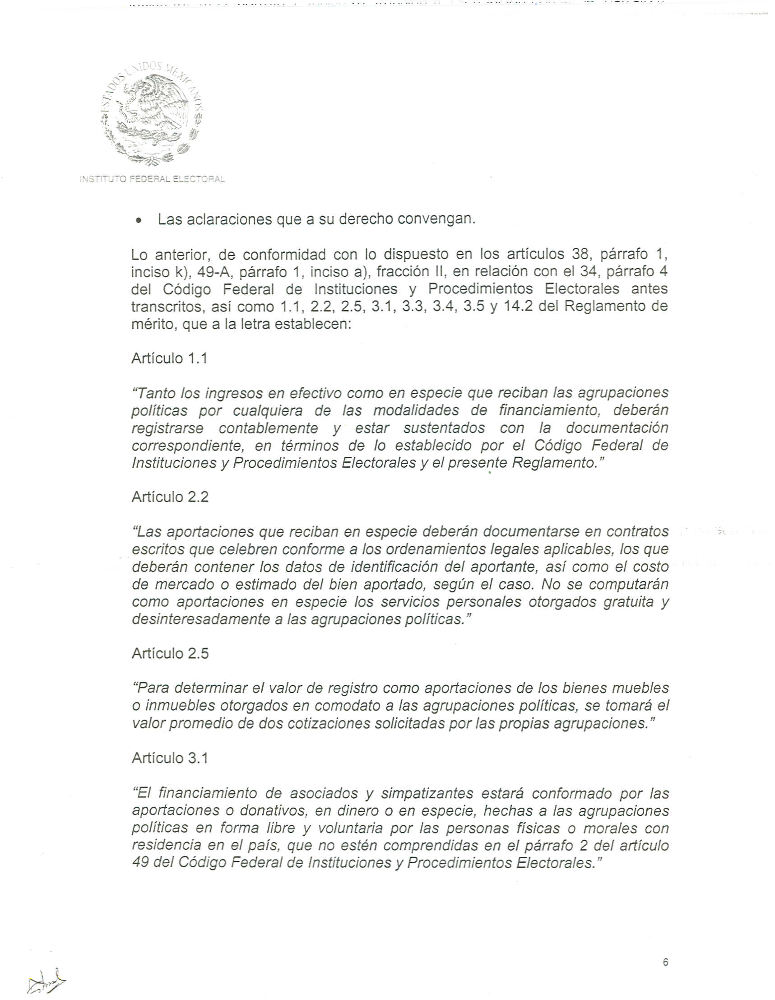 ESTADOS UNIDOS MEXICANOS
INSTITUTO FEDERAL ELECTORAL
• Las aclaraciones que a su derecho convengan.
Lo anterior, de conformidad con lo dispuesto en los artículos 38, párrafo 1,
inciso k), 49-A, párrafo 1, inciso a), fracción II, en relación con el 34, párrafo 4
del Código Federal de Instituciones y Procedimientos Electorales antes
transcritos, así como 1.1, 2.2, 2.5, 3.1, 3.3, 3.4, 3.5 y 14.2 del Reglamento de
mérito, que a la letra establecen:
Artículo 1.1
“Tanto los ingresos en efectivo como en especie que reciban las agrupaciones
políticas por cualquiera de las modalidades de financiamiento, deberán
registrarse contablemente y estar sustentados con la documentación
correspondiente, en términos de lo establecido por el Código Federal de
Instituciones y Procedimientos Electorales y el presente Reglamento.”
Artículo 2.2
“Las aportaciones que reciban en especie deberán documentarse en contratos
escritos que celebren conforme a los ordenamientos legales aplicables, los que
deberán contener los datos de identificación del aportante, así como el costo
de mercado o estimado del bien aportado, según el caso. No se computarán
como aportaciones en especie los servicios personales otorgados gratuita y
desinteresadamente a las agrupaciones políticas.”
Artículo 2.5
“Para determinar el valor de registro como aportaciones de los bienes muebles
o inmuebles otorgados en comodato a las agrupaciones políticas, se tomará el
valor promedio de dos cotizaciones solicitadas por las propias agrupaciones.”
Artículo 3.1
“El financiamiento de asociados y simpatizantes estará conformado por las
aportaciones o donativos, en dinero o en especie, hechas a las agrupaciones
políticas en forma libre y voluntaria por las personas físicas o morales con
residencia en el país, que no estén comprendidas en el párrafo 2 del artículo
49 del Código Federal de Instituciones y Procedimientos Electorales.”
6